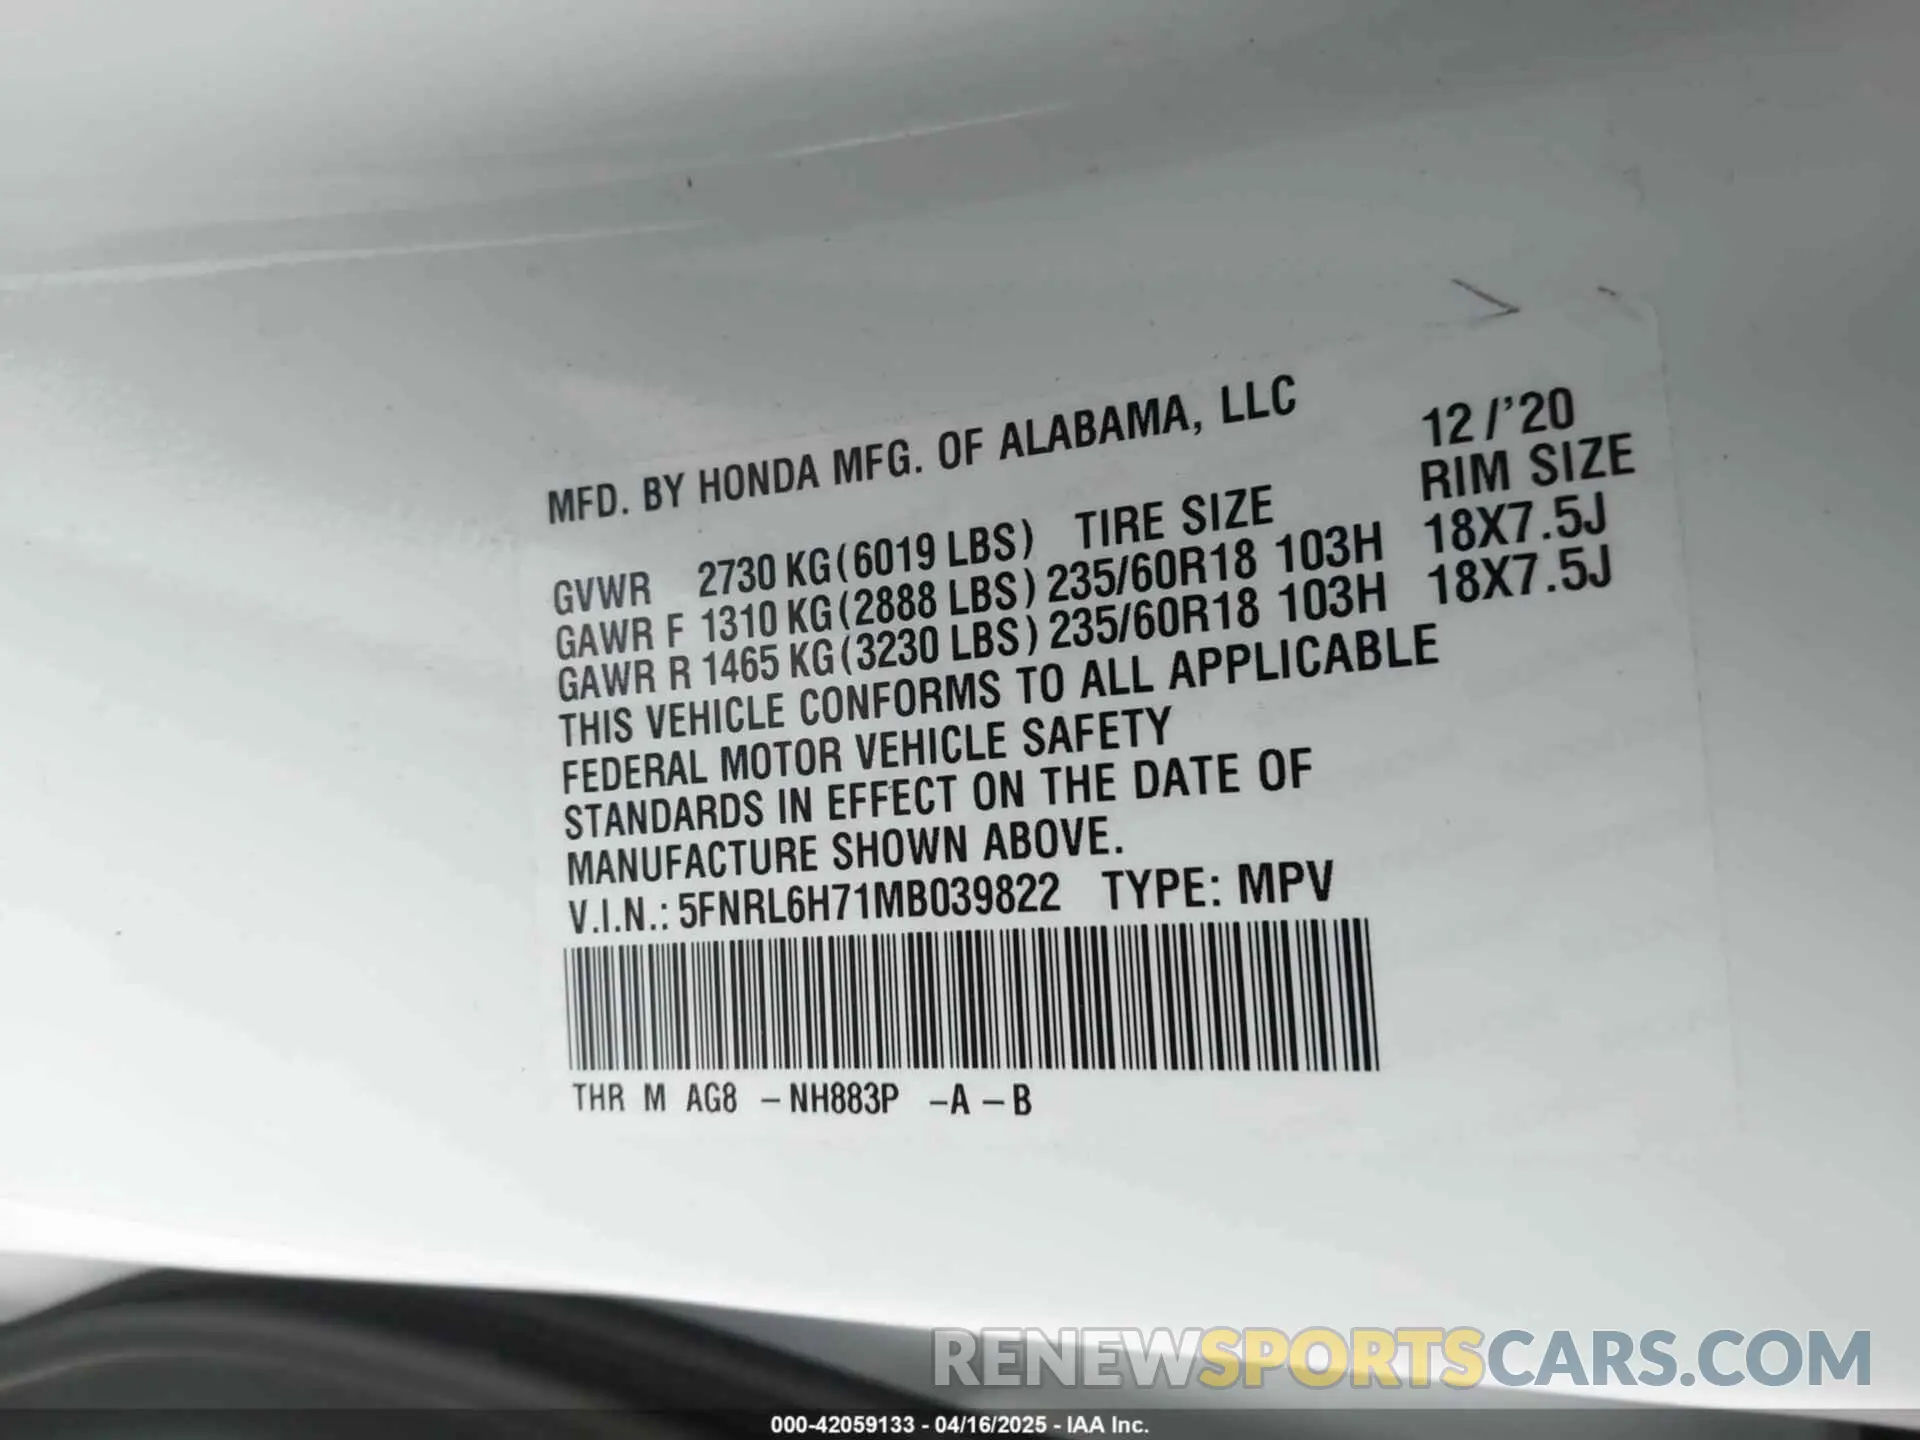 MFD. BY HONDA MFG. OF ALABAMA, LLC 12/'20
GVWR 2730 KG(6019 LBS) TIRE SIZE RIM SIZE
GAWR F 1310 KG(2888 LBS) 235/60R18 103H 18X7.5J
GAWR R 1465 KG(3230 LBS) 235/60R18 103H 18X7.5J
THIS VEHICLE CONFORMS TO ALL APPLICABLE
FEDERAL MOTOR VEHICLE SAFETY
STANDARDS IN EFFECT ON THE DATE OF
MANUFACTURE SHOWN ABOVE.
V.I.N.: 5FNRL6H71MB039822 TYPE: MPV
THR M AG8 –NH883P –A –B
RENEWSPORTSCARS.COM
000-42059133 - 04/16/2025 - IAA Inc.